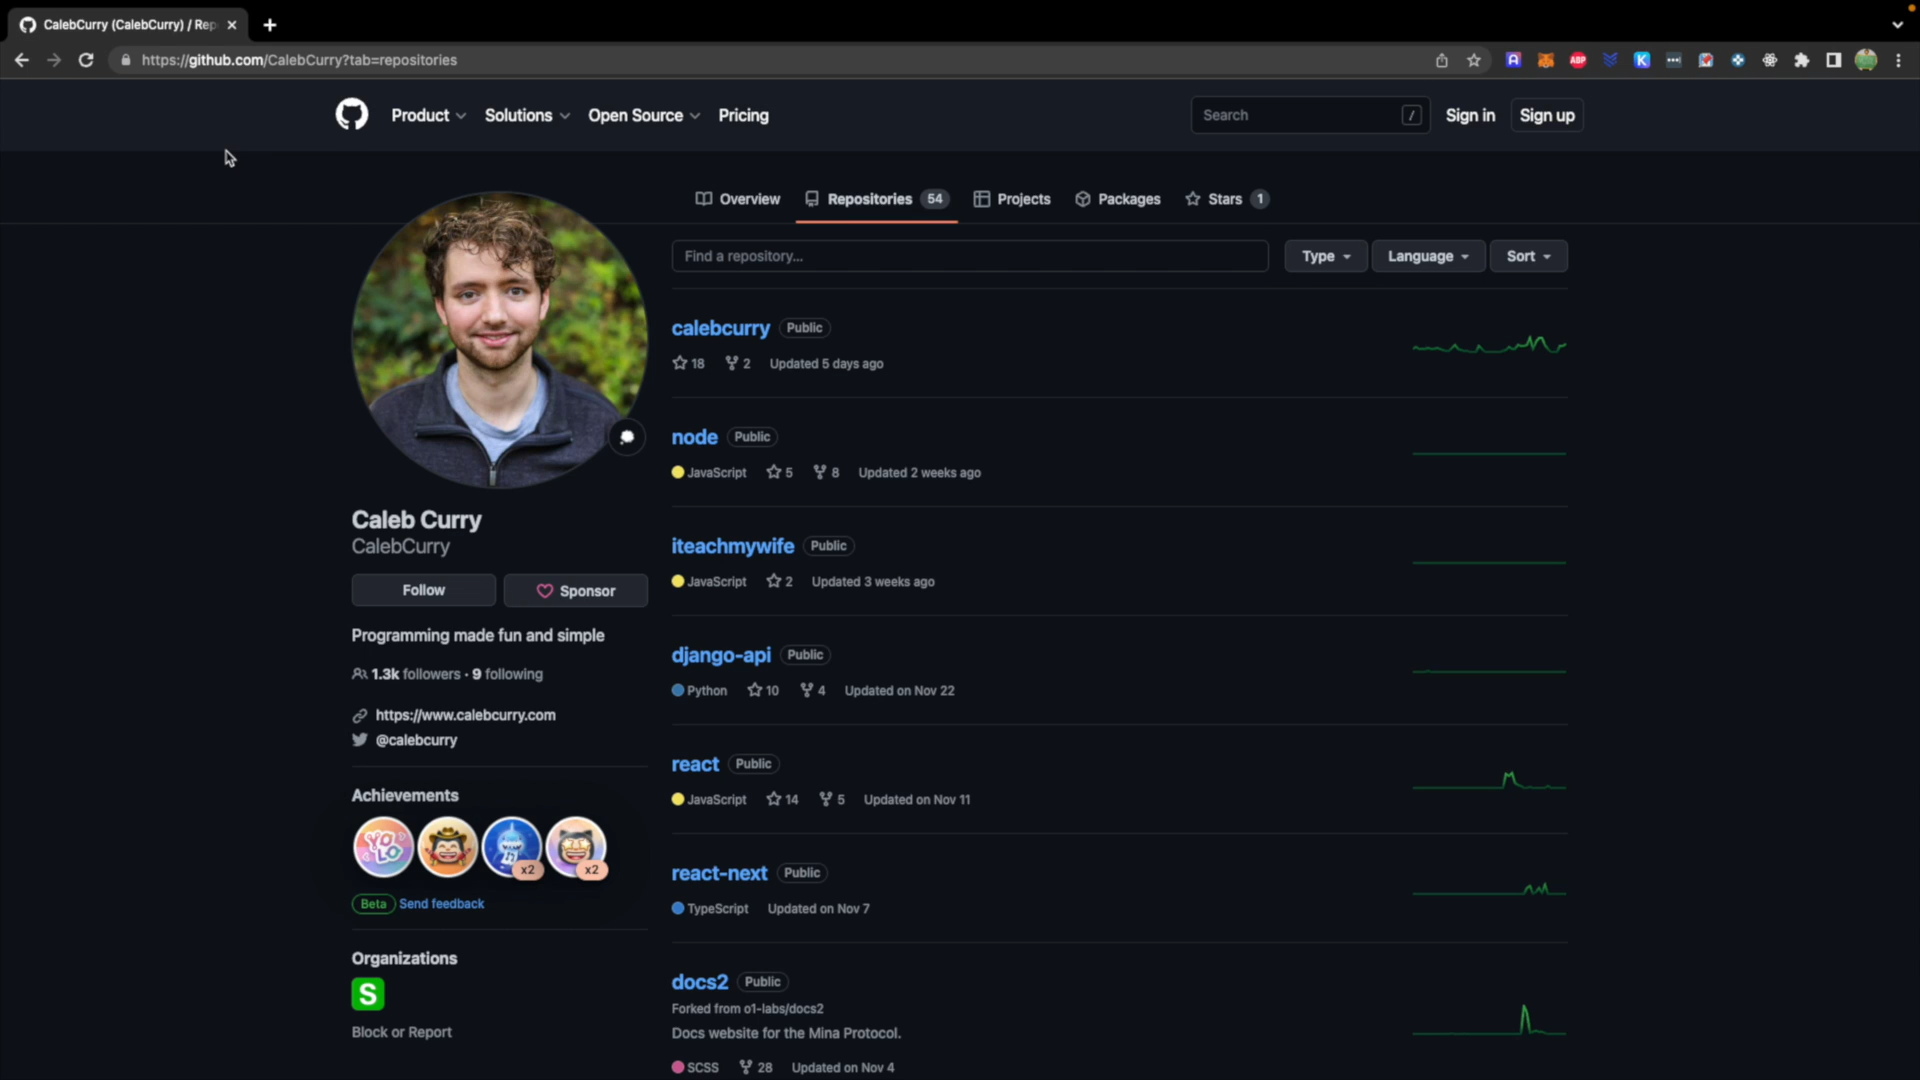 CalebCurry (CalebCurry) / Rep
https://github.com/CalebCurry?tab=repositories
ABP
Product
Solutions
Open Source
Pricing
Search
/
Sign in
Sign up
Overview
Repositories 54
Projects
Packages
Stars 1
Find a repository...
Type
Language
Sort
Caleb Curry
CalebCurry
Follow
Sponsor
Programming made fun and simple
1.3k followers · 9 following
https://www.calebcurry.com
@calebcurry
Achievements
YOLO
x2
x2
Beta Send feedback
Organizations
S
Block or Report
calebcurry Public
18 2 Updated 5 days ago
node Public
JavaScript 5 8 Updated 2 weeks ago
iteachmywife Public
JavaScript 2 Updated 3 weeks ago
django-api Public
Python 10 4 Updated on Nov 22
react Public
JavaScript 14 5 Updated on Nov 11
react-next Public
TypeScript Updated on Nov 7
docs2 Public
Forked from o1-labs/docs2
Docs website for the Mina Protocol.
SCSS 28 Updated on Nov 4